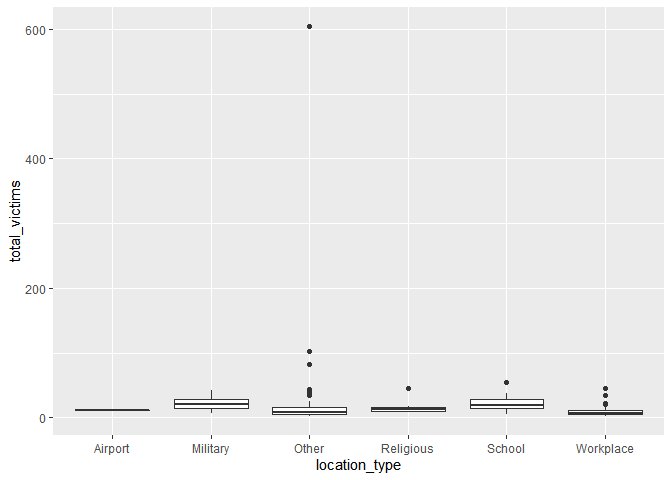 600
400
200
0
total_victims
Airport Military Other Religious School Workplace
location_type